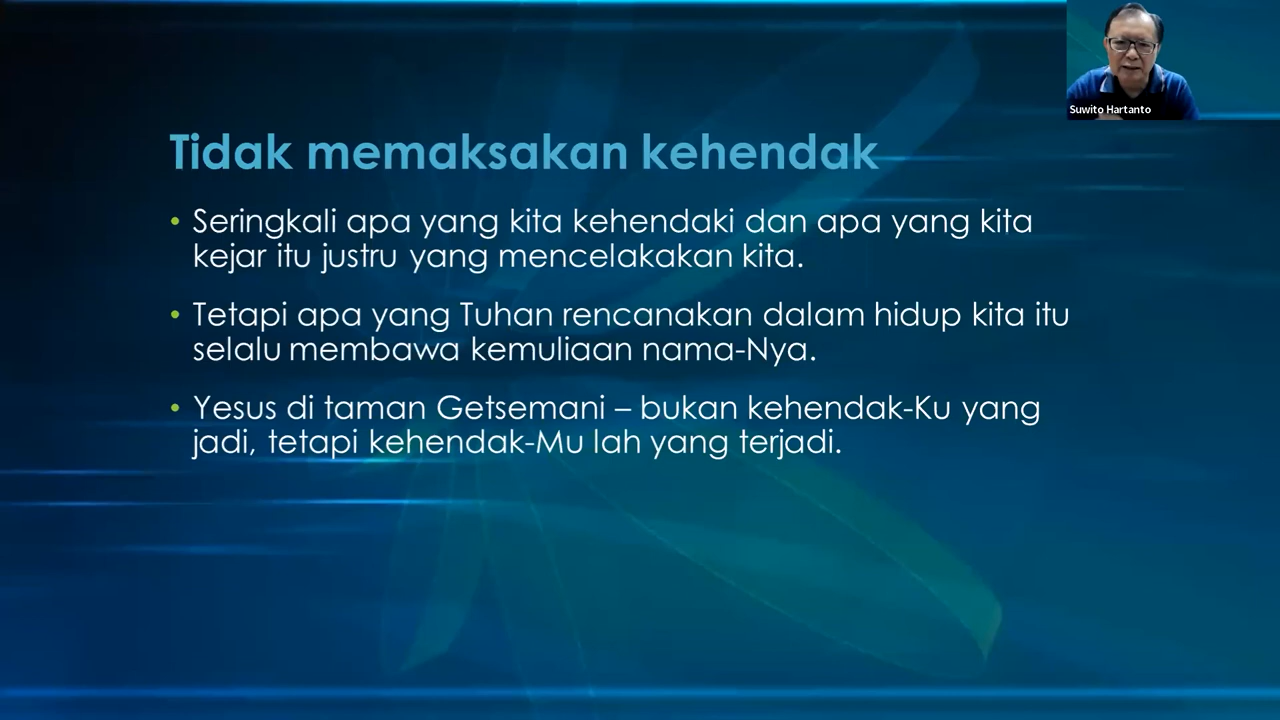 Suwito Hartanto
Tidak memaksakan kehendak
• Seringkali apa yang kita kehendaki dan apa yang kita
kejar itu justru yang mencelakakan kita.
• Tetapi apa yang Tuhan rencanakan dalam hidup kita itu
selalu membawa kemuliaan nama-Nya.
• Yesus di taman Getsemani – bukan kehendak-Ku yang
jadi, tetapi kehendak-Mu lah yang terjadi.